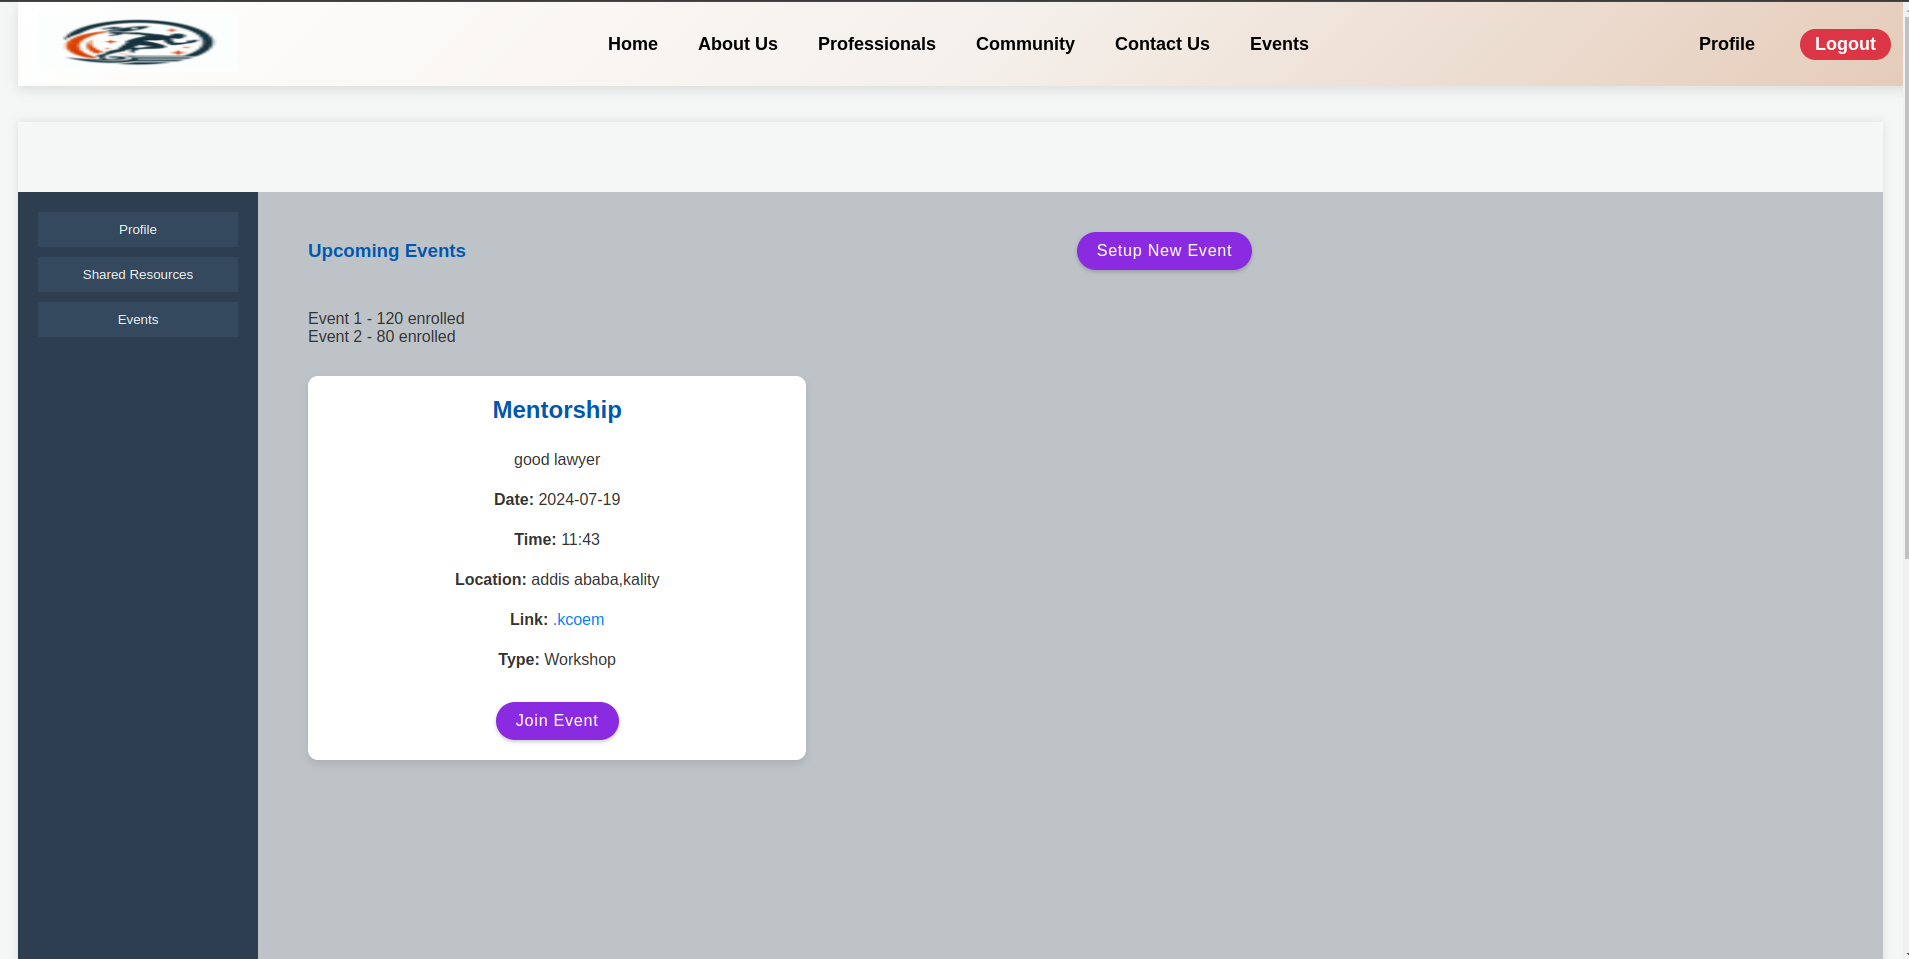 Home About Us Professionals Community Contact Us Events Profile Logout
Profile
Shared Resources
Events
Upcoming Events Setup New Event
Event 1 - 120 enrolled
Event 2 - 80 enrolled
Mentorship
good lawyer
Date: 2024-07-19
Time: 11:43
Location: addis ababa,kality
Link: .kcoem
Type: Workshop
Join Event